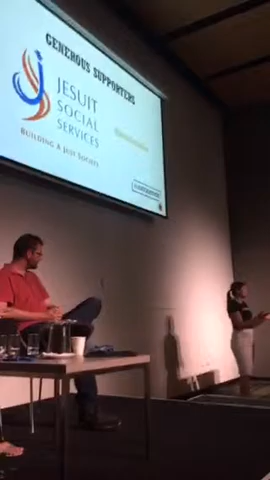 GENEROUS SUPPORTERS
JESUIT
SOCIAL
SERVICES
BUILDING A JUST SOCIETY